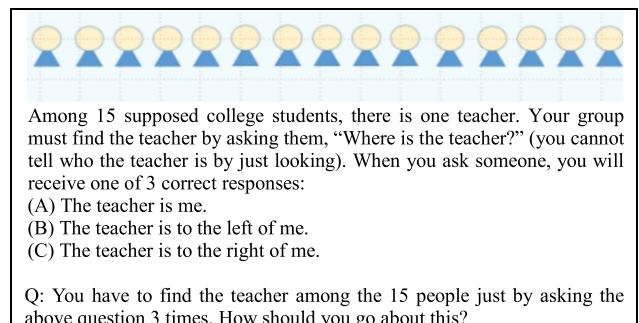 Among 15 supposed college students, there is one teacher. Your group
must find the teacher by asking them, “Where is the teacher?” (you cannot
tell who the teacher is by just looking). When you ask someone, you will
receive one of 3 correct responses:
(A) The teacher is me.
(B) The teacher is to the left of me.
(C) The teacher is to the right of me.
Q: You have to find the teacher among the 15 people just by asking the
above question 3 times. How should you go about this?